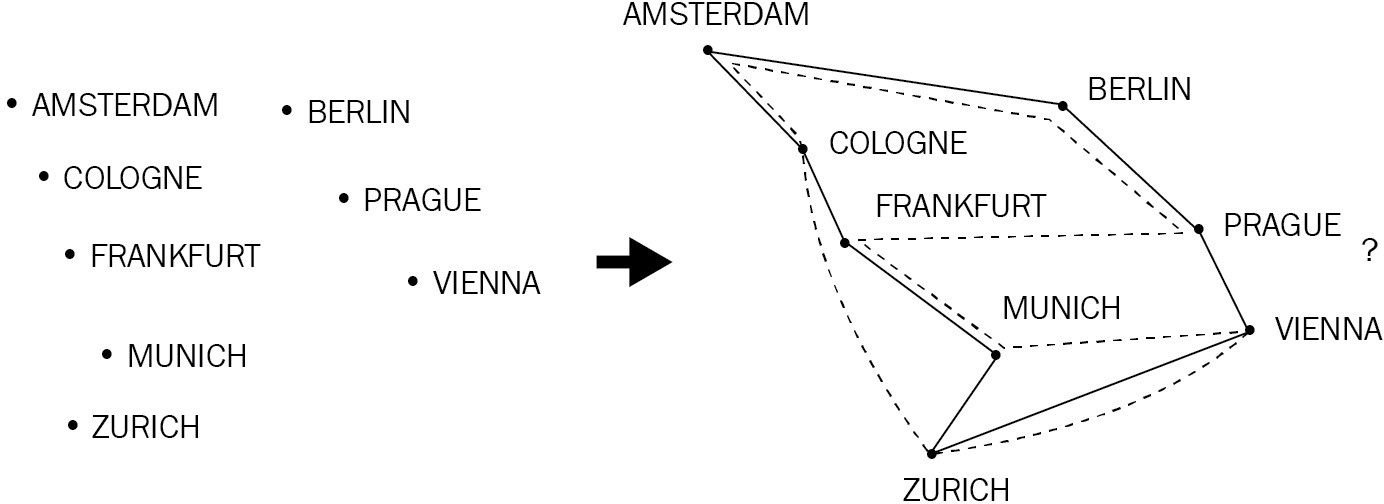 AMSTERDAM
BERLIN
COLOGNE
PRAGUE
FRANKFURT
VIENNA
MUNICH
ZURICH
AMSTERDAM
BERLIN
COLOGNE
FRANKFURT
PRAGUE
?
MUNICH
VIENNA
ZURICH